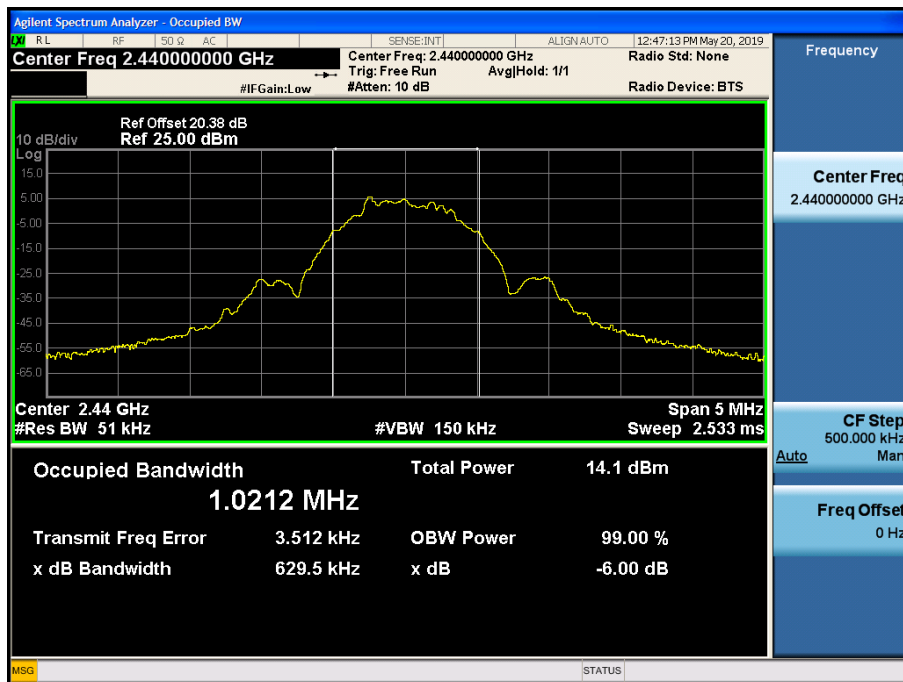 Agilent Spectrum Analyzer - Occupied BW
LXI RL RF 50 Ω AC SENSE:INT ALIGN AUTO 12:47:13 PM May 20, 2019
Center Freq 2.440000000 GHz
Center Freq: 2.440000000 GHz
Radio Std: None
Trig: Free Run Avg|Hold: 1/1
#IFGain:Low
#Atten: 10 dB
Radio Device: BTS
Frequency
Ref Offset 20.38 dB
10 dB/div Ref 25.00 dBm
Log
15.0
5.00
-5.00
-15.0
-25.0
-35.0
-45.0
-55.0
-65.0
Center 2.44 GHz
Span 5 MHz
#Res BW 51 kHz
#VBW 150 kHz
Sweep 2.533 ms
Occupied Bandwidth
1.0212 MHz
Total Power 14.1 dBm
Transmit Freq Error 3.512 kHz
OBW Power 99.00 %
x dB Bandwidth 629.5 kHz
x dB -6.00 dB
Center Freq
2.440000000 GHz
CF Step
500.000 kHz
Auto Man
Freq Offset
0 Hz
MSG
STATUS